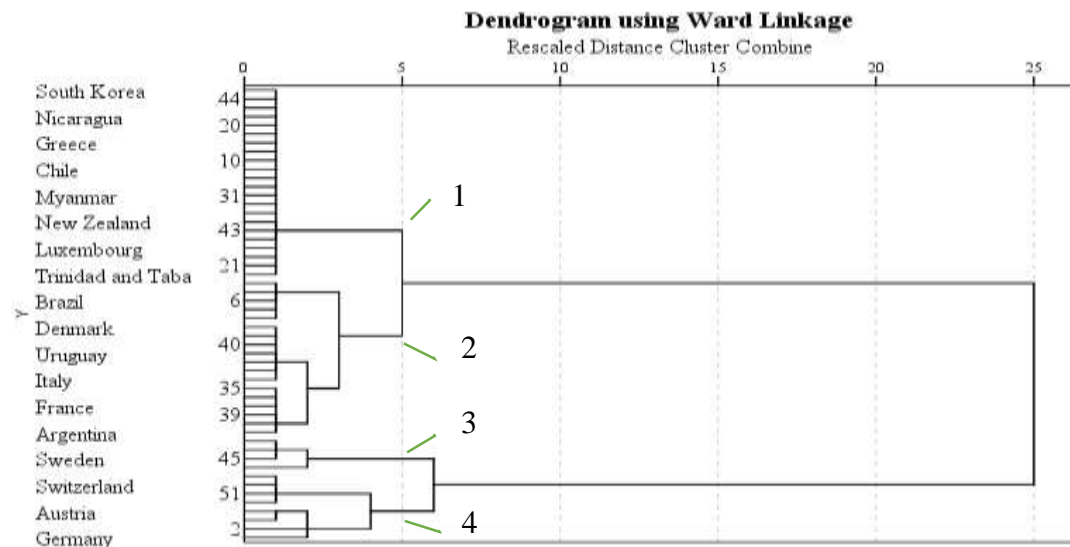 Dendrogram using Ward Linkage
Rescaled Distance Cluster Combine
0 5 10 15 20 25
South Korea
44
Nicaragua 20
Greece
10
Chile
Myanmar 31
1
New Zealand 43
Luxembourg
21
Trinidad and Taba
Brazil 6
Y
Denmark
40
2
Uruguay
Italy 35
France 39
3
Argentina
Sweden 45
Switzerland 51
Austria
4
Germany